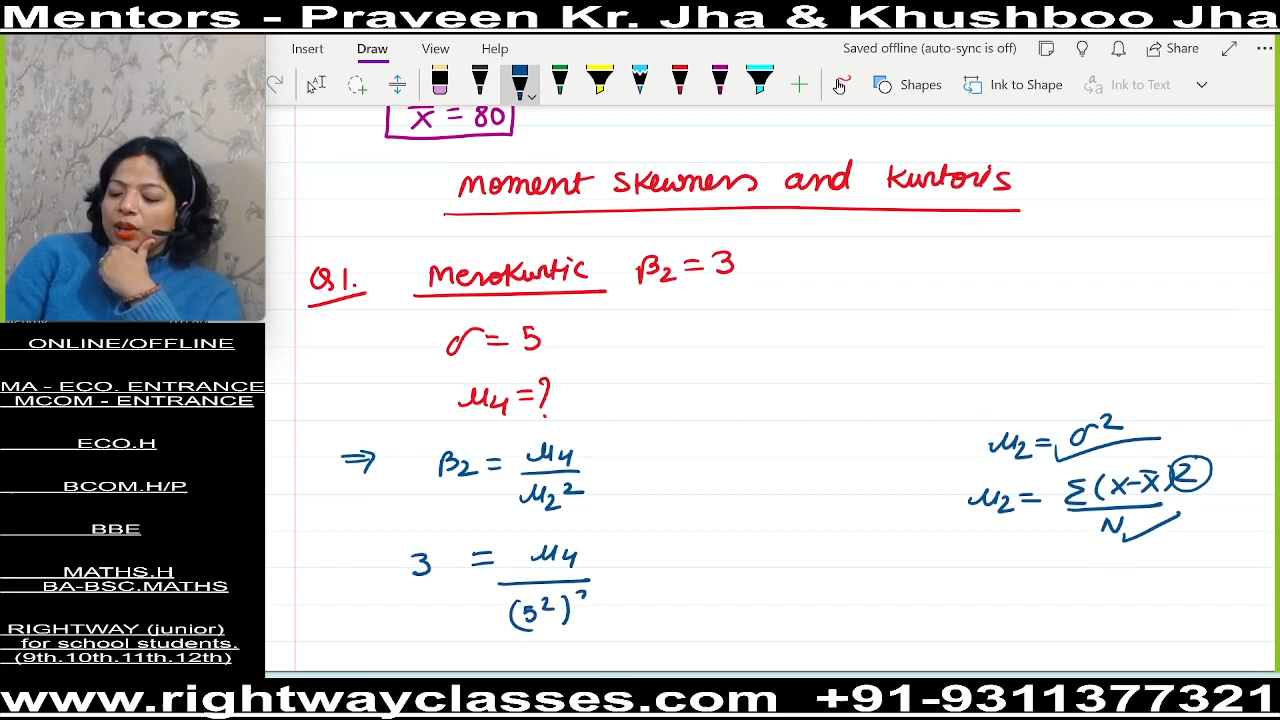 Mentors - Praveen Kr. Jha & Khushboo Jha
Insert Draw View Help Saved offline (auto-sync is off) Share
Shapes Ink to Shape Ink to Text
x̅ = 80
Moment Skewness and Kurtosis
Q1. Mesokurtic β₂ = 3
σ = 5
μ₄ = ?
⇒ β₂ = μ₄ / μ₂²
3 = μ₄ / (5²)²
μ₂ = σ²
μ₂ = Σ(x-x̅)² / N
ONLINE/OFFLINE
MA - ECO. ENTRANCE
MCOM - ENTRANCE
ECO.H
BCOM.H/P
BBE
MATHS.H
BA-BSC.MATHS
RIGHTWAY (junior)
for school students.
(9th.10th.11th.12th)
www.rightwayclasses.com +91-9311377321